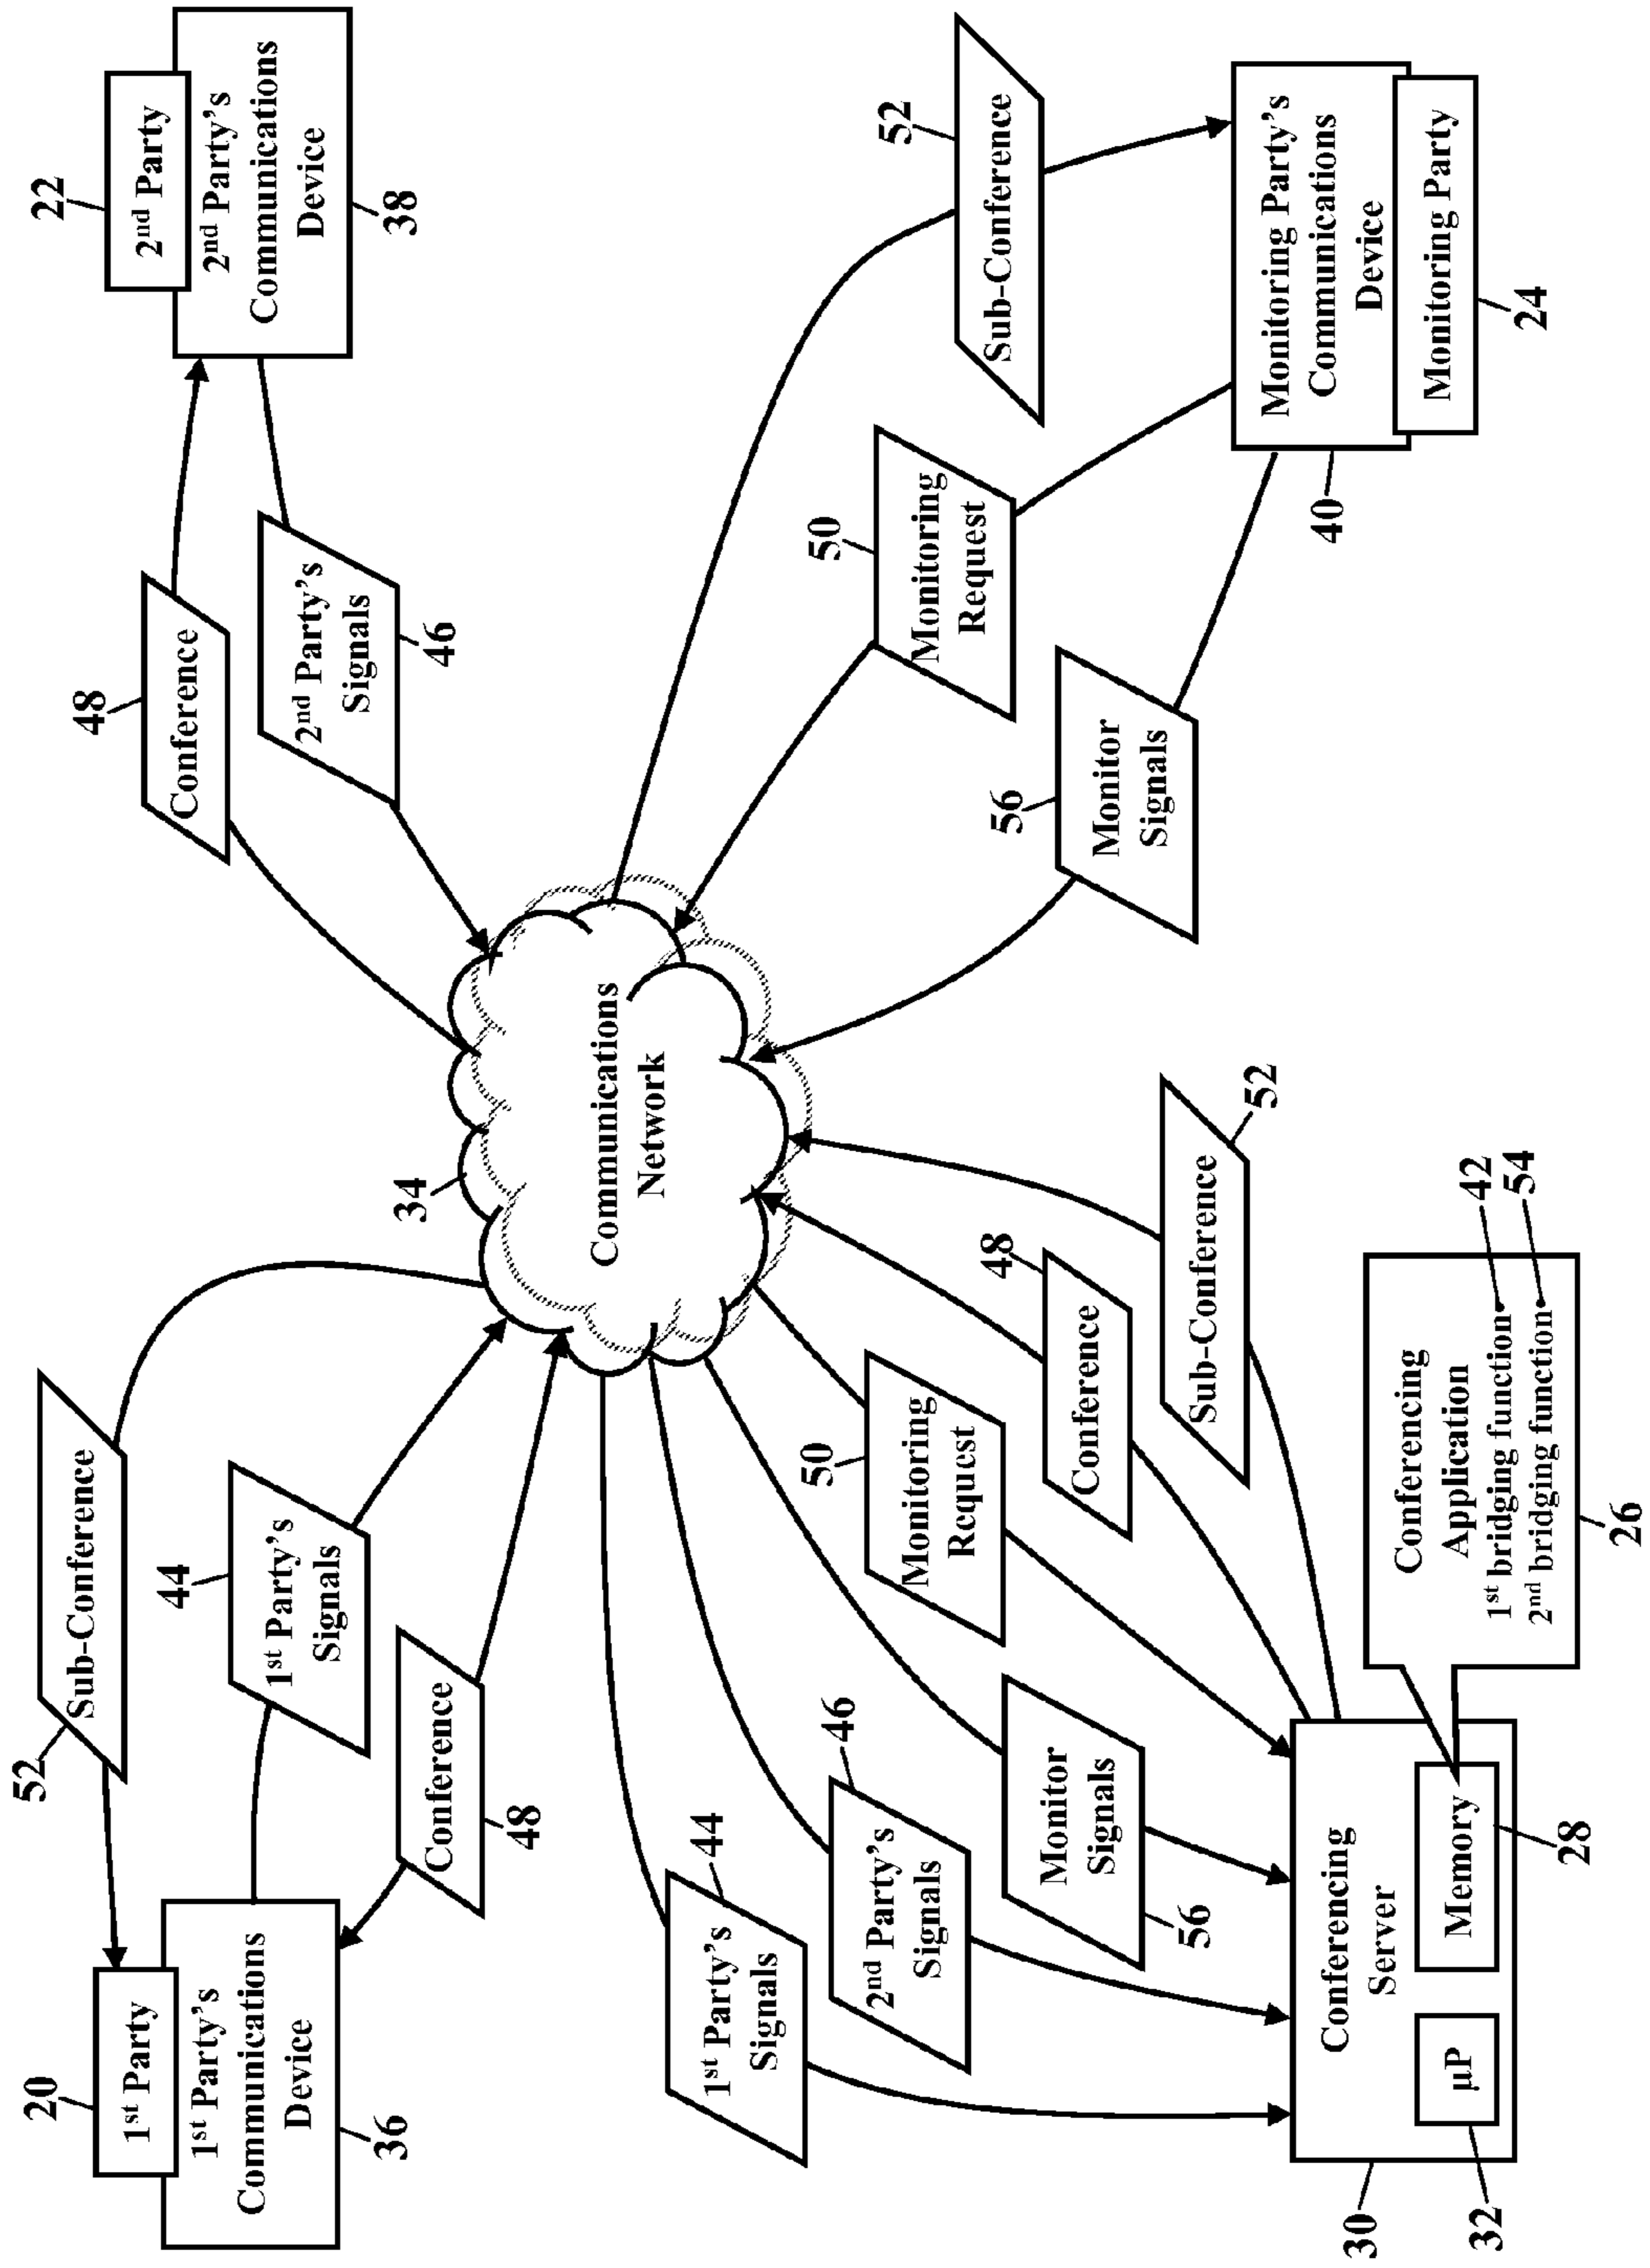 20
1st Party
1st Party's
Communications
Device
36
52
Sub-Conference
44
1st Party's
Signals
Conference
48
34
Communications
Network
48
Conference
2nd Party's
Signals
46
22
2nd Party
2nd Party's
Communications
Device
38
44
1st Party's
Signals
46
2nd Party's
Signals
Monitor
Signals
56
50
Monitoring
Request
48
Conference
52
Sub-Conference
56
Monitor
Signals
50
Monitoring
Request
52
Sub-Conference
30
Conferencing
Server
32
µP
Memory
28
Conferencing
Application
1st bridging function
42
2nd bridging function
54
26
40
Monitoring Party's
Communications
Device
Monitoring Party
24